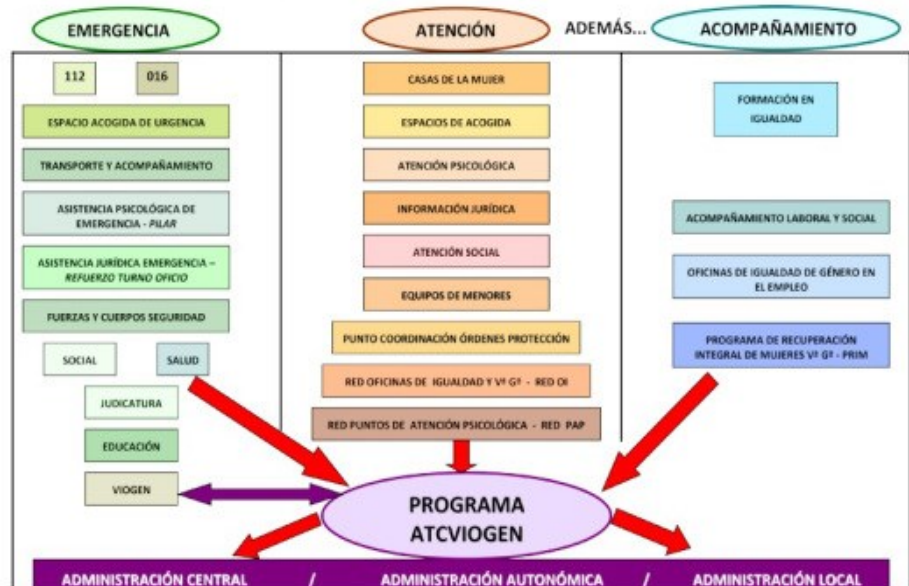 EMERGENCIA
ATENCIÓN
ADEMÁS...
ACOMPAÑAMIENTO
112
016
ESPACIO ACOGIDA DE URGENCIA
TRANSPORTE Y ACOMPAÑAMIENTO
ASISTENCIA PSICOLÓGICA DE
EMERGENCIA - PILAR
ASISTENCIA JURÍDICA EMERGENCIA –
REFUERZO TURNO OFICIO
FUERZAS Y CUERPOS SEGURIDAD
SOCIAL
SALUD
JUDICATURA
EDUCACIÓN
VIOGEN
CASAS DE LA MUJER
ESPACIOS DE ACOGIDA
ATENCIÓN PSICOLÓGICA
INFORMACIÓN JURÍDICA
ATENCIÓN SOCIAL
EQUIPOS DE MENORES
PUNTO COORDINACIÓN ÓRDENES PROTECCIÓN
RED OFICINAS DE IGUALDAD Y Vª Gª - RED OI
RED PUNTOS DE ATENCIÓN PSICOLÓGICA - RED PAP
FORMACIÓN EN
IGUALDAD
ACOMPAÑAMIENTO LABORAL Y SOCIAL
OFICINAS DE IGUALDAD DE GÉNERO EN
EL EMPLEO
PROGRAMA DE RECUPERACIÓN
INTEGRAL DE MUJERES Vª Gª - PRIM
PROGRAMA
ATCVIOGEN
ADMINISTRACIÓN CENTRAL / ADMINISTRACIÓN AUTONÓMICA / ADMINISTRACIÓN LOCAL